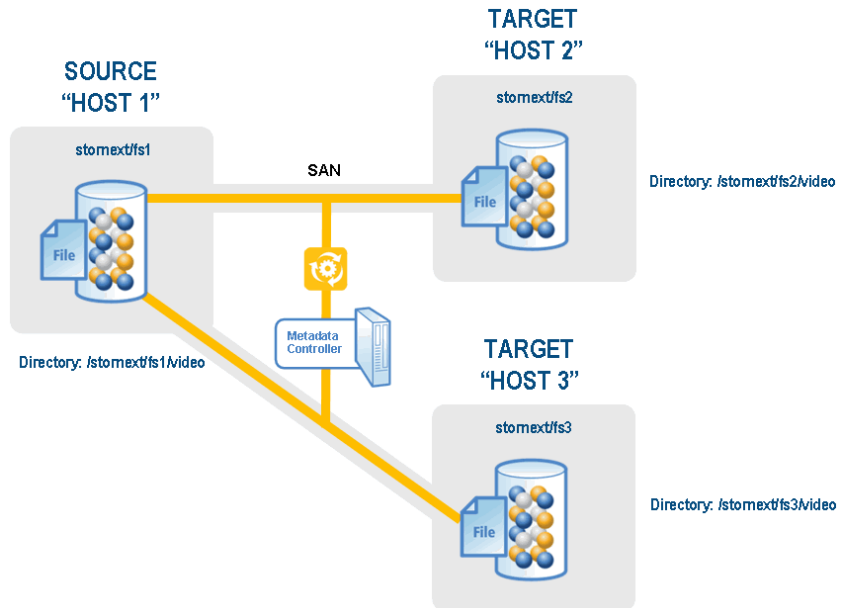 TARGET
“HOST 2”
stornext/fs2
File
Directory: /stornext/fs2/video
SOURCE
“HOST 1”
stornext/fs1
File
Directory: /stornext/fs1/video
SAN
Metadata
Controller
TARGET
“HOST 3”
stornext/fs3
File
Directory: /stornext/fs3/video